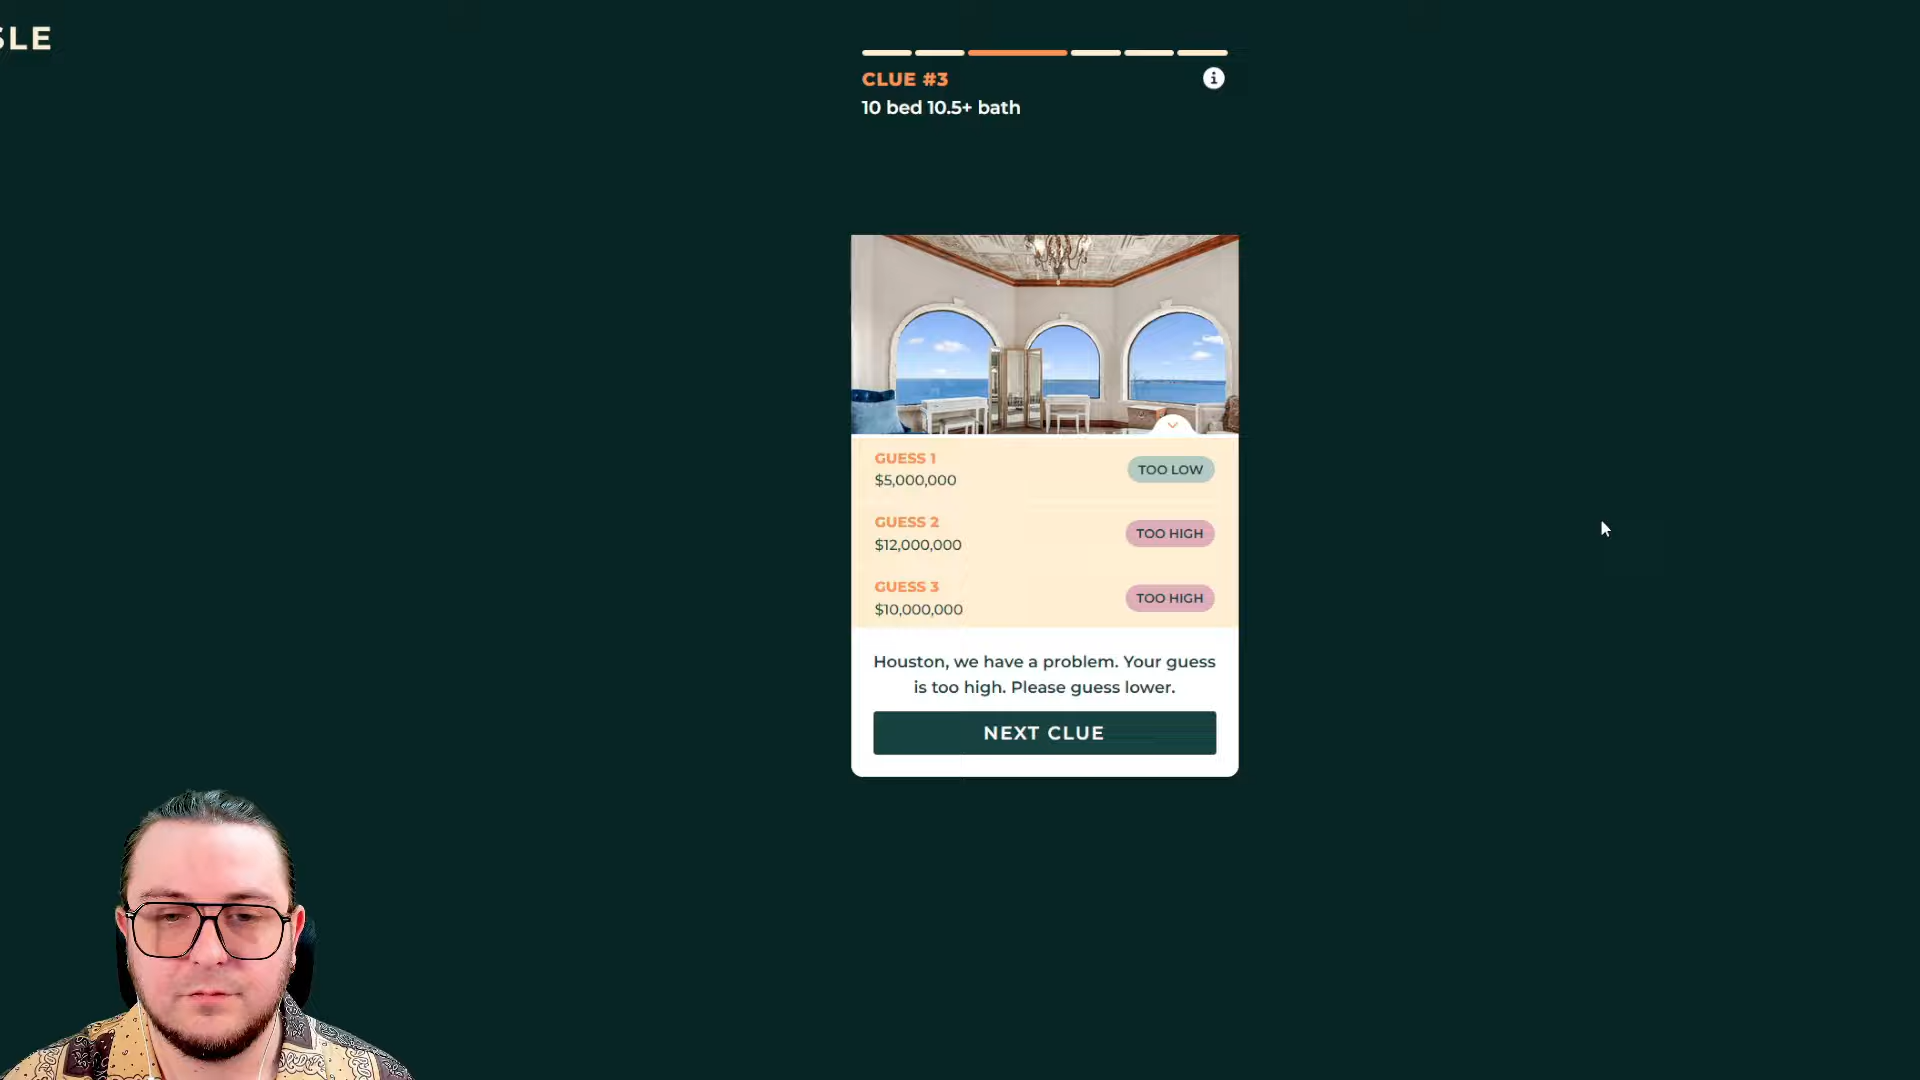 SLE
CLUE #3
10 bed 10.5+ bath
GUESS 1
$5,000,000
TOO LOW
GUESS 2
$12,000,000
TOO HIGH
GUESS 3
$10,000,000
TOO HIGH
Houston, we have a problem. Your guess
is too high. Please guess lower.
NEXT CLUE